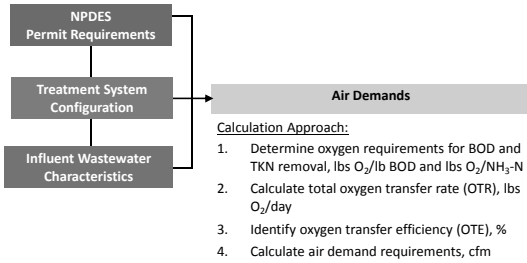 NPDES
Permit Requirements
Treatment System
Configuration
Influent Wastewater
Characteristics
Air Demands
Calculation Approach:
1. Determine oxygen requirements for BOD and
TKN removal, lbs O₂/lb BOD and lbs O₂/NH₃-N
2. Calculate total oxygen transfer rate (OTR), lbs
O₂/day
3. Identify oxygen transfer efficiency (OTE), %
4. Calculate air demand requirements, cfm